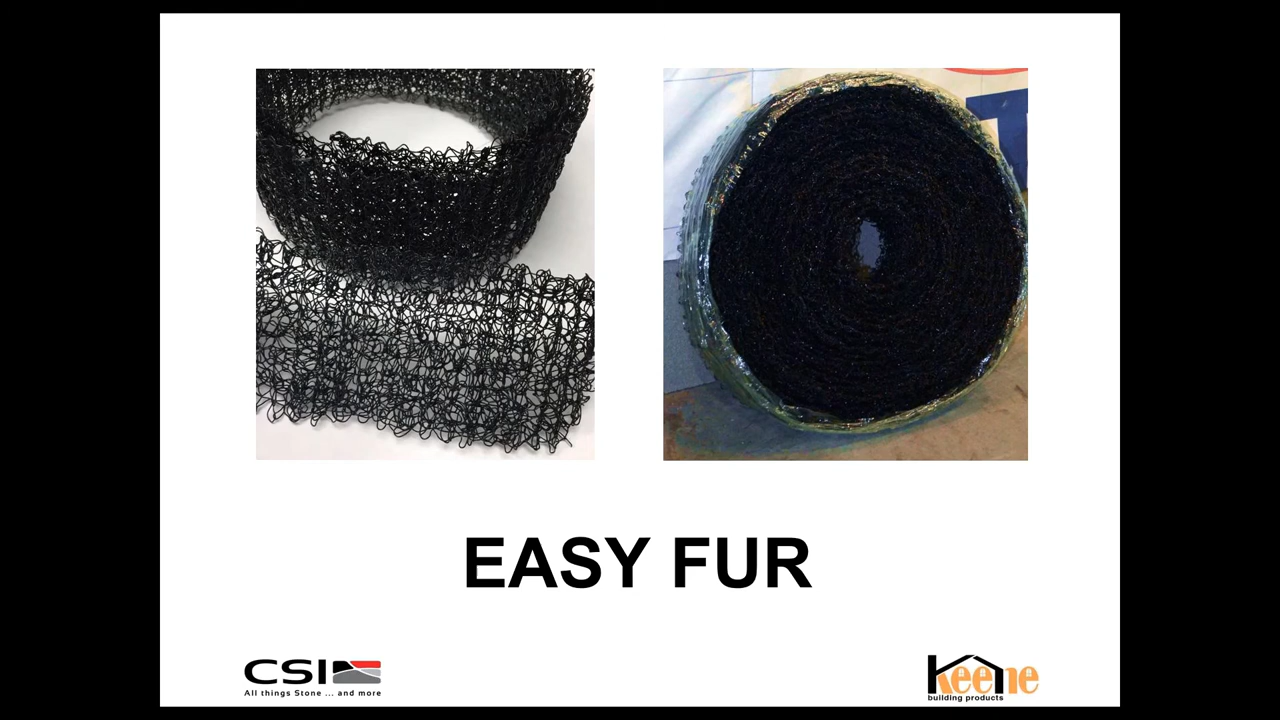 EASY FUR
CSI
All things Stone ... and more
keene
building products